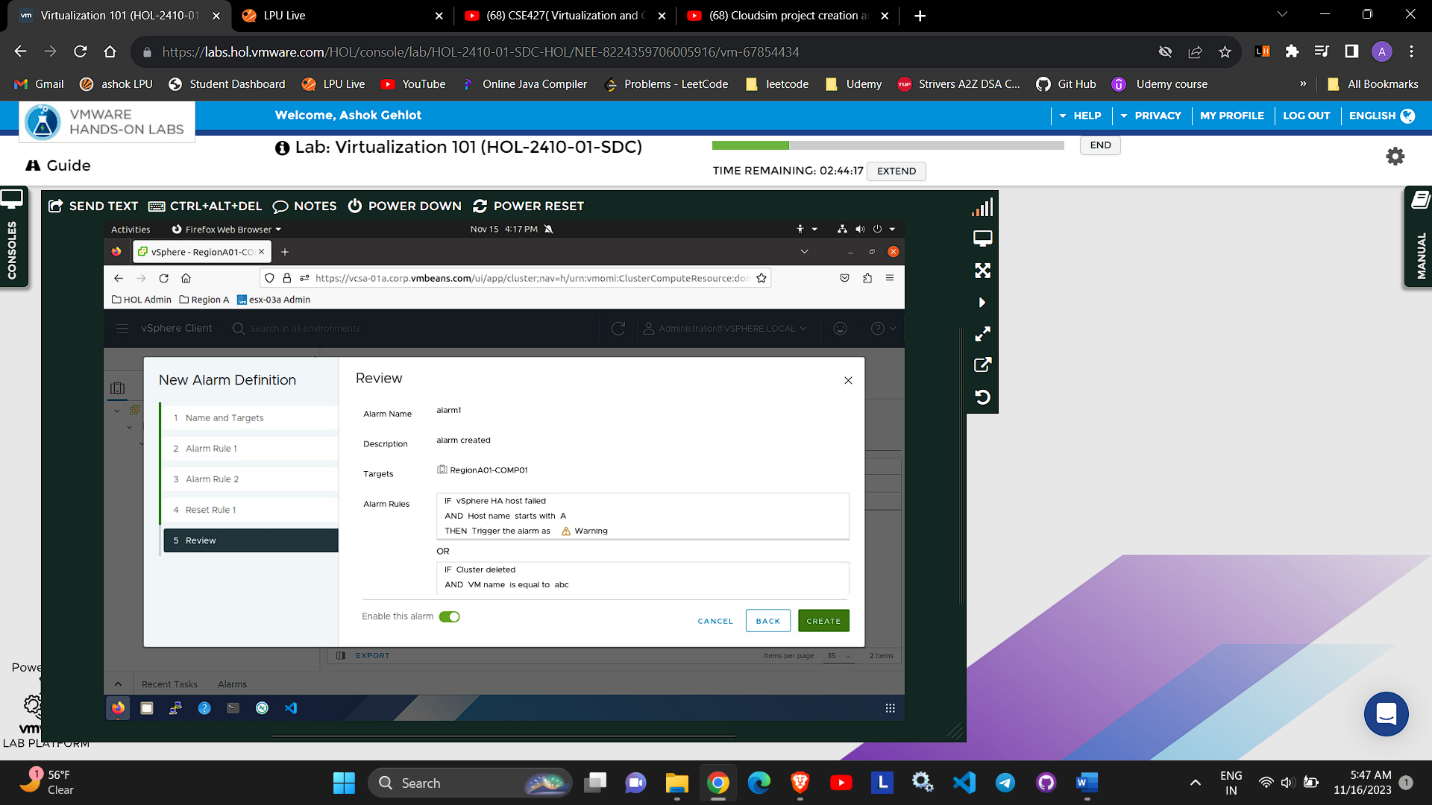 Virtualization 101 (HOL-2410-01
LPU Live
(68) CSE427( Virtualization and C
(68) Cloudsim project creation a
https://labs.hol.vmware.com/HOL/console/lab/HOL-2410-01-SDC-HOL/NEE-8224359706005916/vm-67854434
Gmail
ashok LPU
Student Dashboard
LPU Live
YouTube
Online Java Compiler
Problems - LeetCode
leetcode
Udemy
Strivers A2Z DSA C...
Git Hub
Udemy course
»
All Bookmarks
VMWARE
HANDS-ON LABS
Welcome, Ashok Gehlot
HELP
PRIVACY
MY PROFILE
LOG OUT
ENGLISH
Guide
Lab: Virtualization 101 (HOL-2410-01-SDC)
END
TIME REMAINING: 02:44:17
EXTEND
CONSOLES
MANUAL
SEND TEXT
CTRL+ALT+DEL
NOTES
POWER DOWN
POWER RESET
Activities
Firefox Web Browser
Nov 15 4:17 PM
vSphere - RegionA01-CO
https://vcsa-01a.corp.vmbeans.com/ui/app/cluster;nav=h/urn:vmomi:ClusterComputeResource:do
HOL Admin
Region A
esx-03a Admin
vSphere Client
Search in all environments
Administrator@VSPHERE.LOCAL
New Alarm Definition
1 Name and Targets
2 Alarm Rule 1
3 Alarm Rule 2
4 Reset Rule 1
5 Review
Review
Alarm Name
alarm1
Description
alarm created
Targets
RegionA01-COMP01
Alarm Rules
IF vSphere HA host failed
AND Host name starts with A
THEN Trigger the alarm as Warning
OR
IF Cluster deleted
AND VM name is equal to abc
Enable this alarm
CANCEL
BACK
CREATE
EXPORT
Items per page
35
2 items
Recent Tasks
Alarms
Powe
vm
LAB PLATFORM
1
56°F
Clear
Search
ENG
IN
5:47 AM
11/16/2023
1